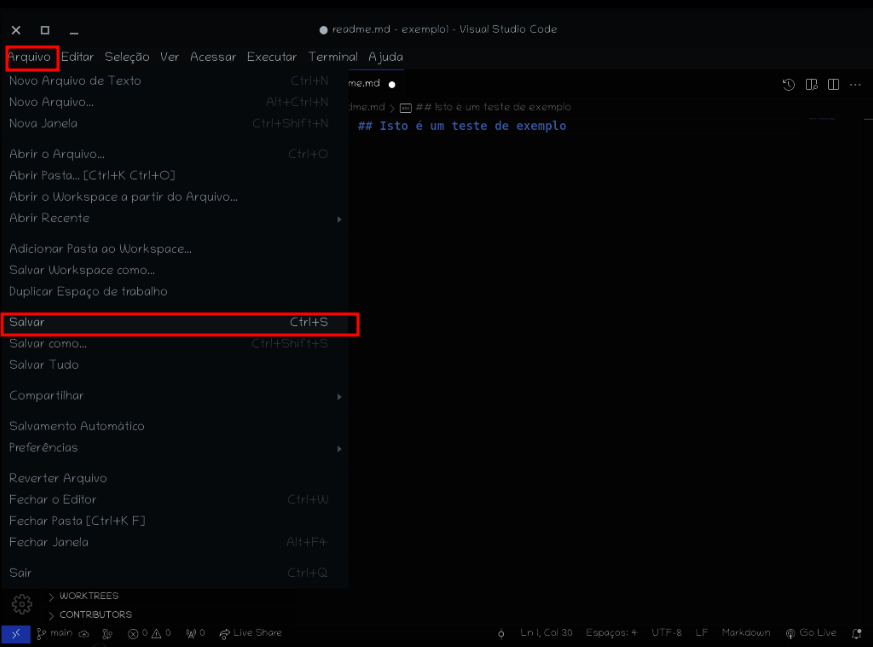 ● readme.md - exemplo1 - Visual Studio Code
Arquivo Editar Seleção Ver Acessar Executar Terminal Ajuda
Novo Arquivo de Texto Ctrl+N
me.md ●
Novo Arquivo... Alt+Ctrl+N
dme.md > ## Isto é um teste de exemplo
Nova Janela Ctrl+Shift+N
## Isto é um teste de exemplo
Abrir o Arquivo... Ctrl+O
Abrir Pasta... [Ctrl+K Ctrl+O]
Abrir o Workspace a partir do Arquivo...
Abrir Recente
Adicionar Pasta ao Workspace...
Salvar Workspace como...
Duplicar Espaço de trabalho
Salvar Ctrl+S
Salvar como... Ctrl+Shift+S
Salvar Tudo
Compartilhar
Salvamento Automático
Preferências
Reverter Arquivo
Fechar o Editor Ctrl+W
Fechar Pasta [Ctrl+K F]
Fechar Janela Alt+F4
Sair Ctrl+Q
> WORKTREES
> CONTRIBUTORS
main 0 0 0 Live Share Ln 1, Col 30 Espaços: 4 UTF-8 LF Markdown Go Live